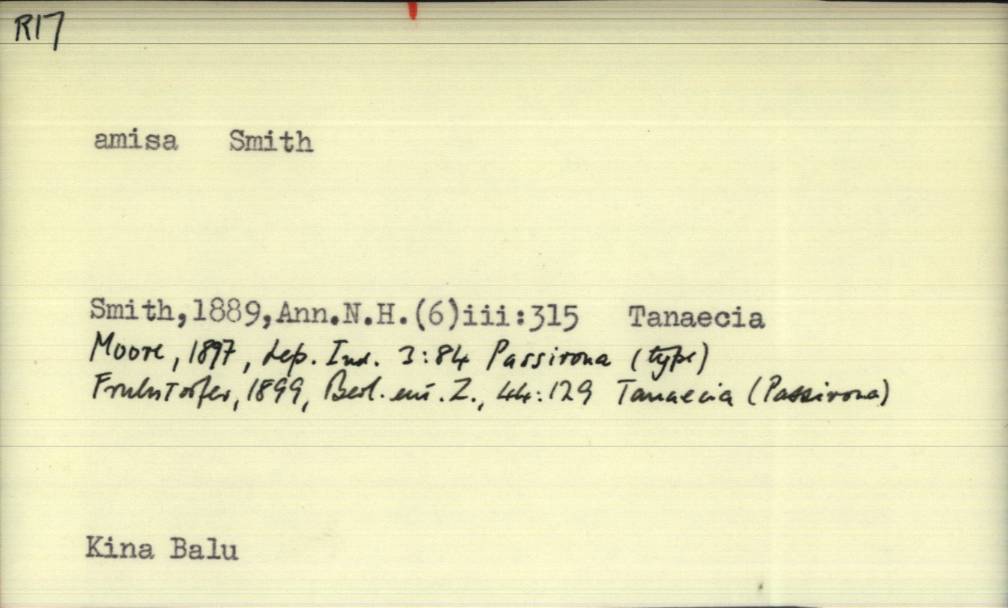 R17
amisa Smith
Smith,1889,Ann.N.H.(6)iii:315 Tanaecia
Moore, 1897, Lep. Ind. 3:84 Passirona (type)
Fruhstorfer, 1899, Berl. ent. Z., 44:129 Tanaecia (Passirona)
Kina Balu